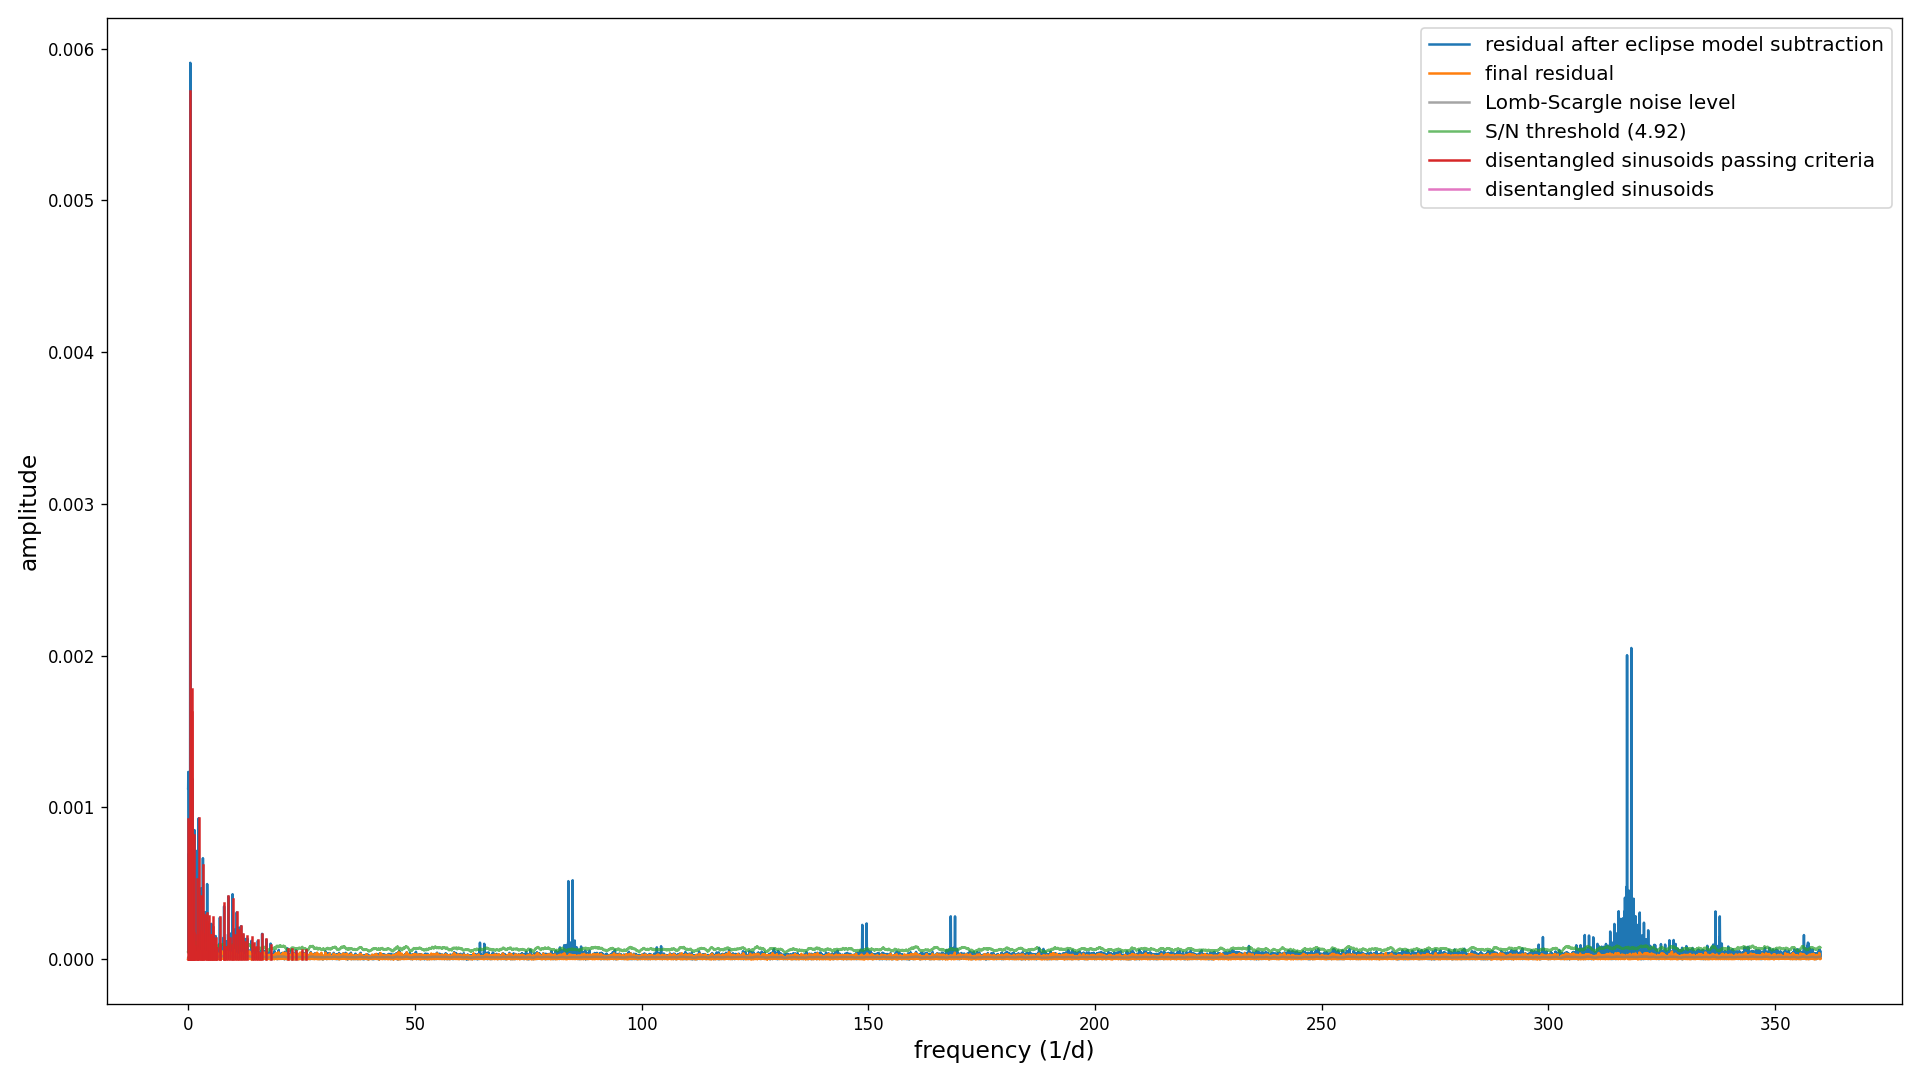 residual after eclipse model subtraction
final residual
Lomb-Scargle noise level
S/N threshold (4.92)
disentangled sinusoids passing criteria
disentangled sinusoids
0.006
0.005
0.004
0.003
0.002
0.001
0.000
amplitude
0 50 100 150 200 250 300 350
frequency (1/d)